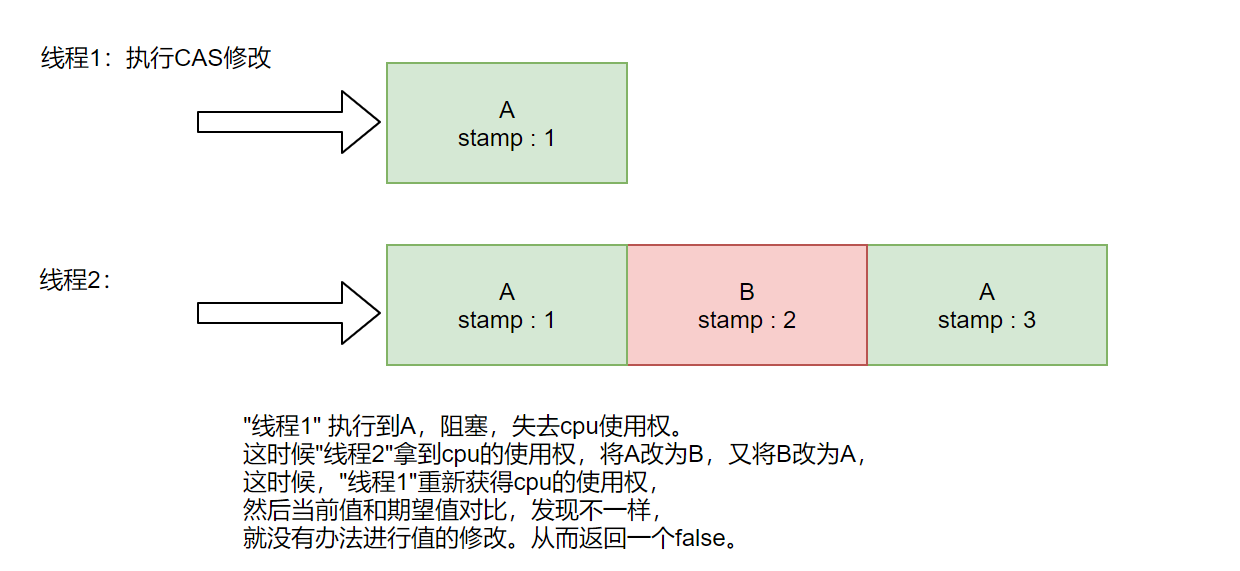 线程1：执行CAS修改
A
stamp : 1
线程2：
A
stamp : 1
B
stamp : 2
A
stamp : 3
"线程1" 执行到A，阻塞，失去cpu使用权。
这时候"线程2"拿到cpu的使用权，将A改为B，又将B改为A，
这时候，"线程1"重新获得cpu的使用权，
然后当前值和期望值对比，发现不一样，
就没有办法进行值的修改。从而返回一个false。